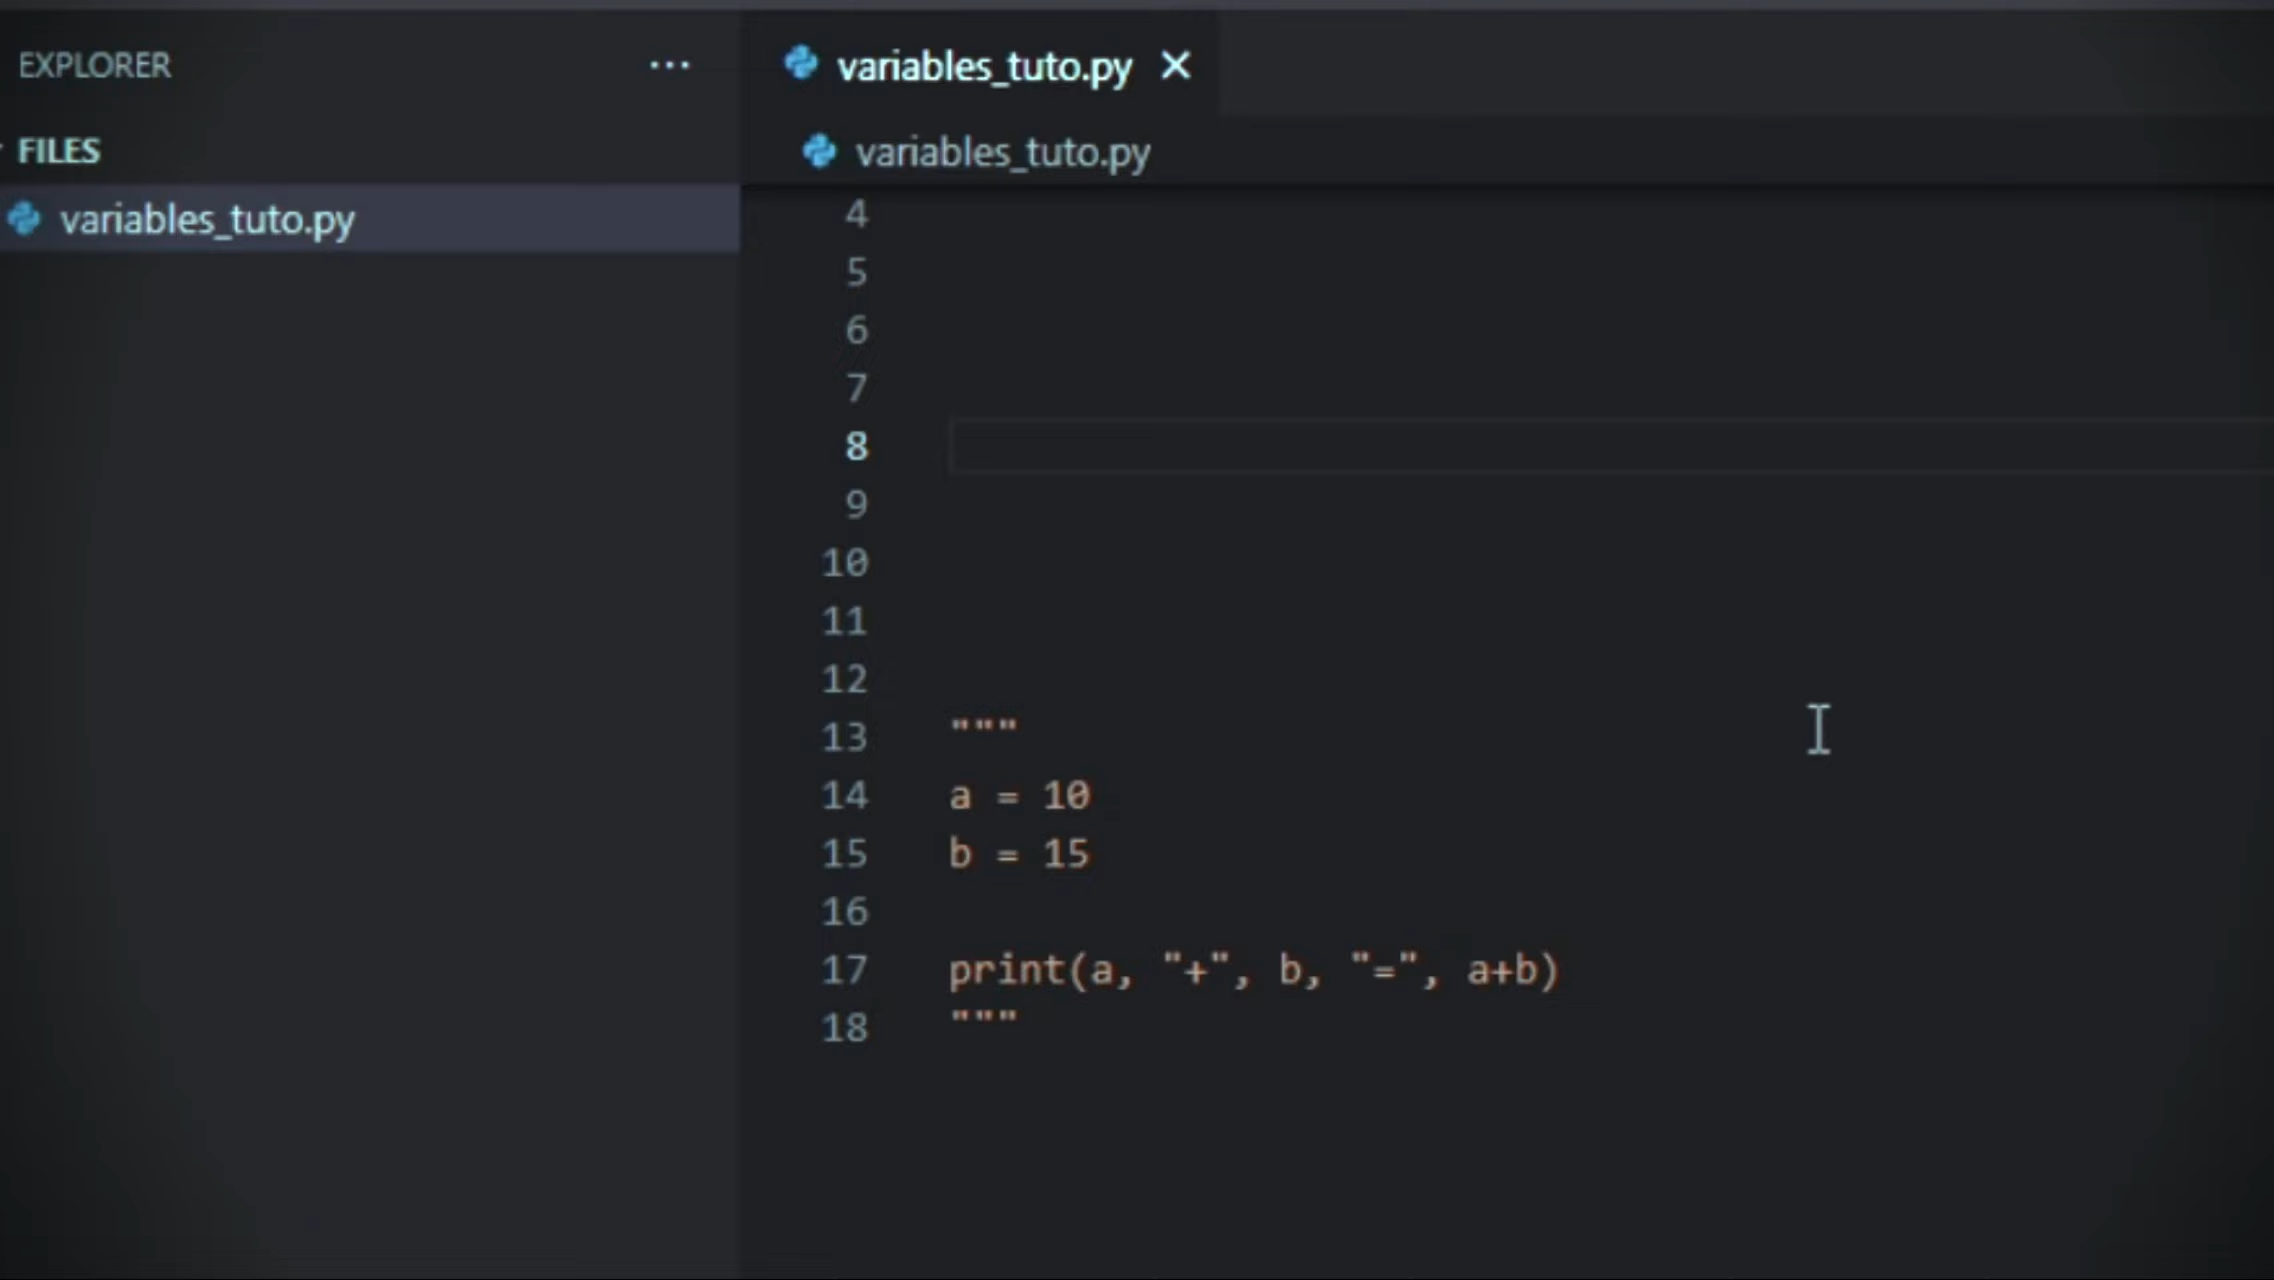 EXPLORER ...
FILES
variables_tuto.py
variables_tuto.py
variables_tuto.py
4
5
6
7
8
9
10
11
12
13 """
14 a = 10
15 b = 15
16
17 print(a, "+", b, "=", a+b)
18 """